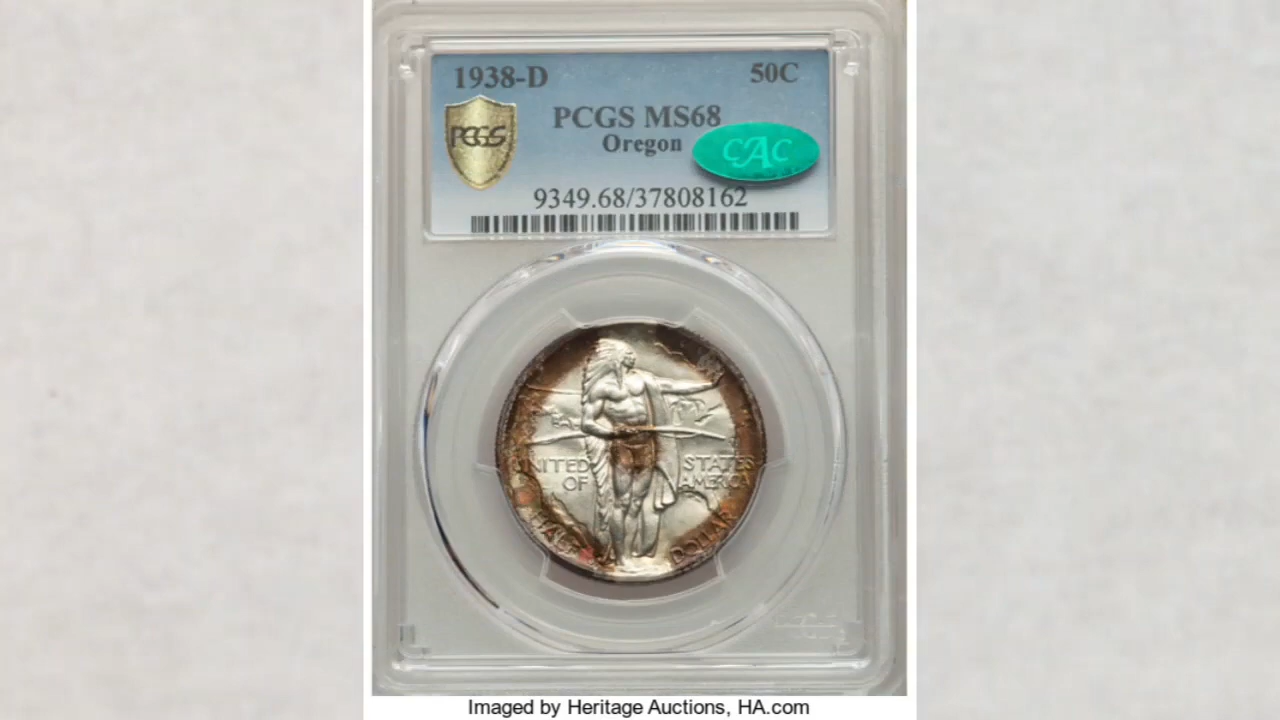 1938-D 50C
PCGS MS68
PCGS
Oregon
CAC
9349.68/37808162
UNITED STATES
OF AMERICA
HALF DOLLAR
Imaged by Heritage Auctions, HA.com